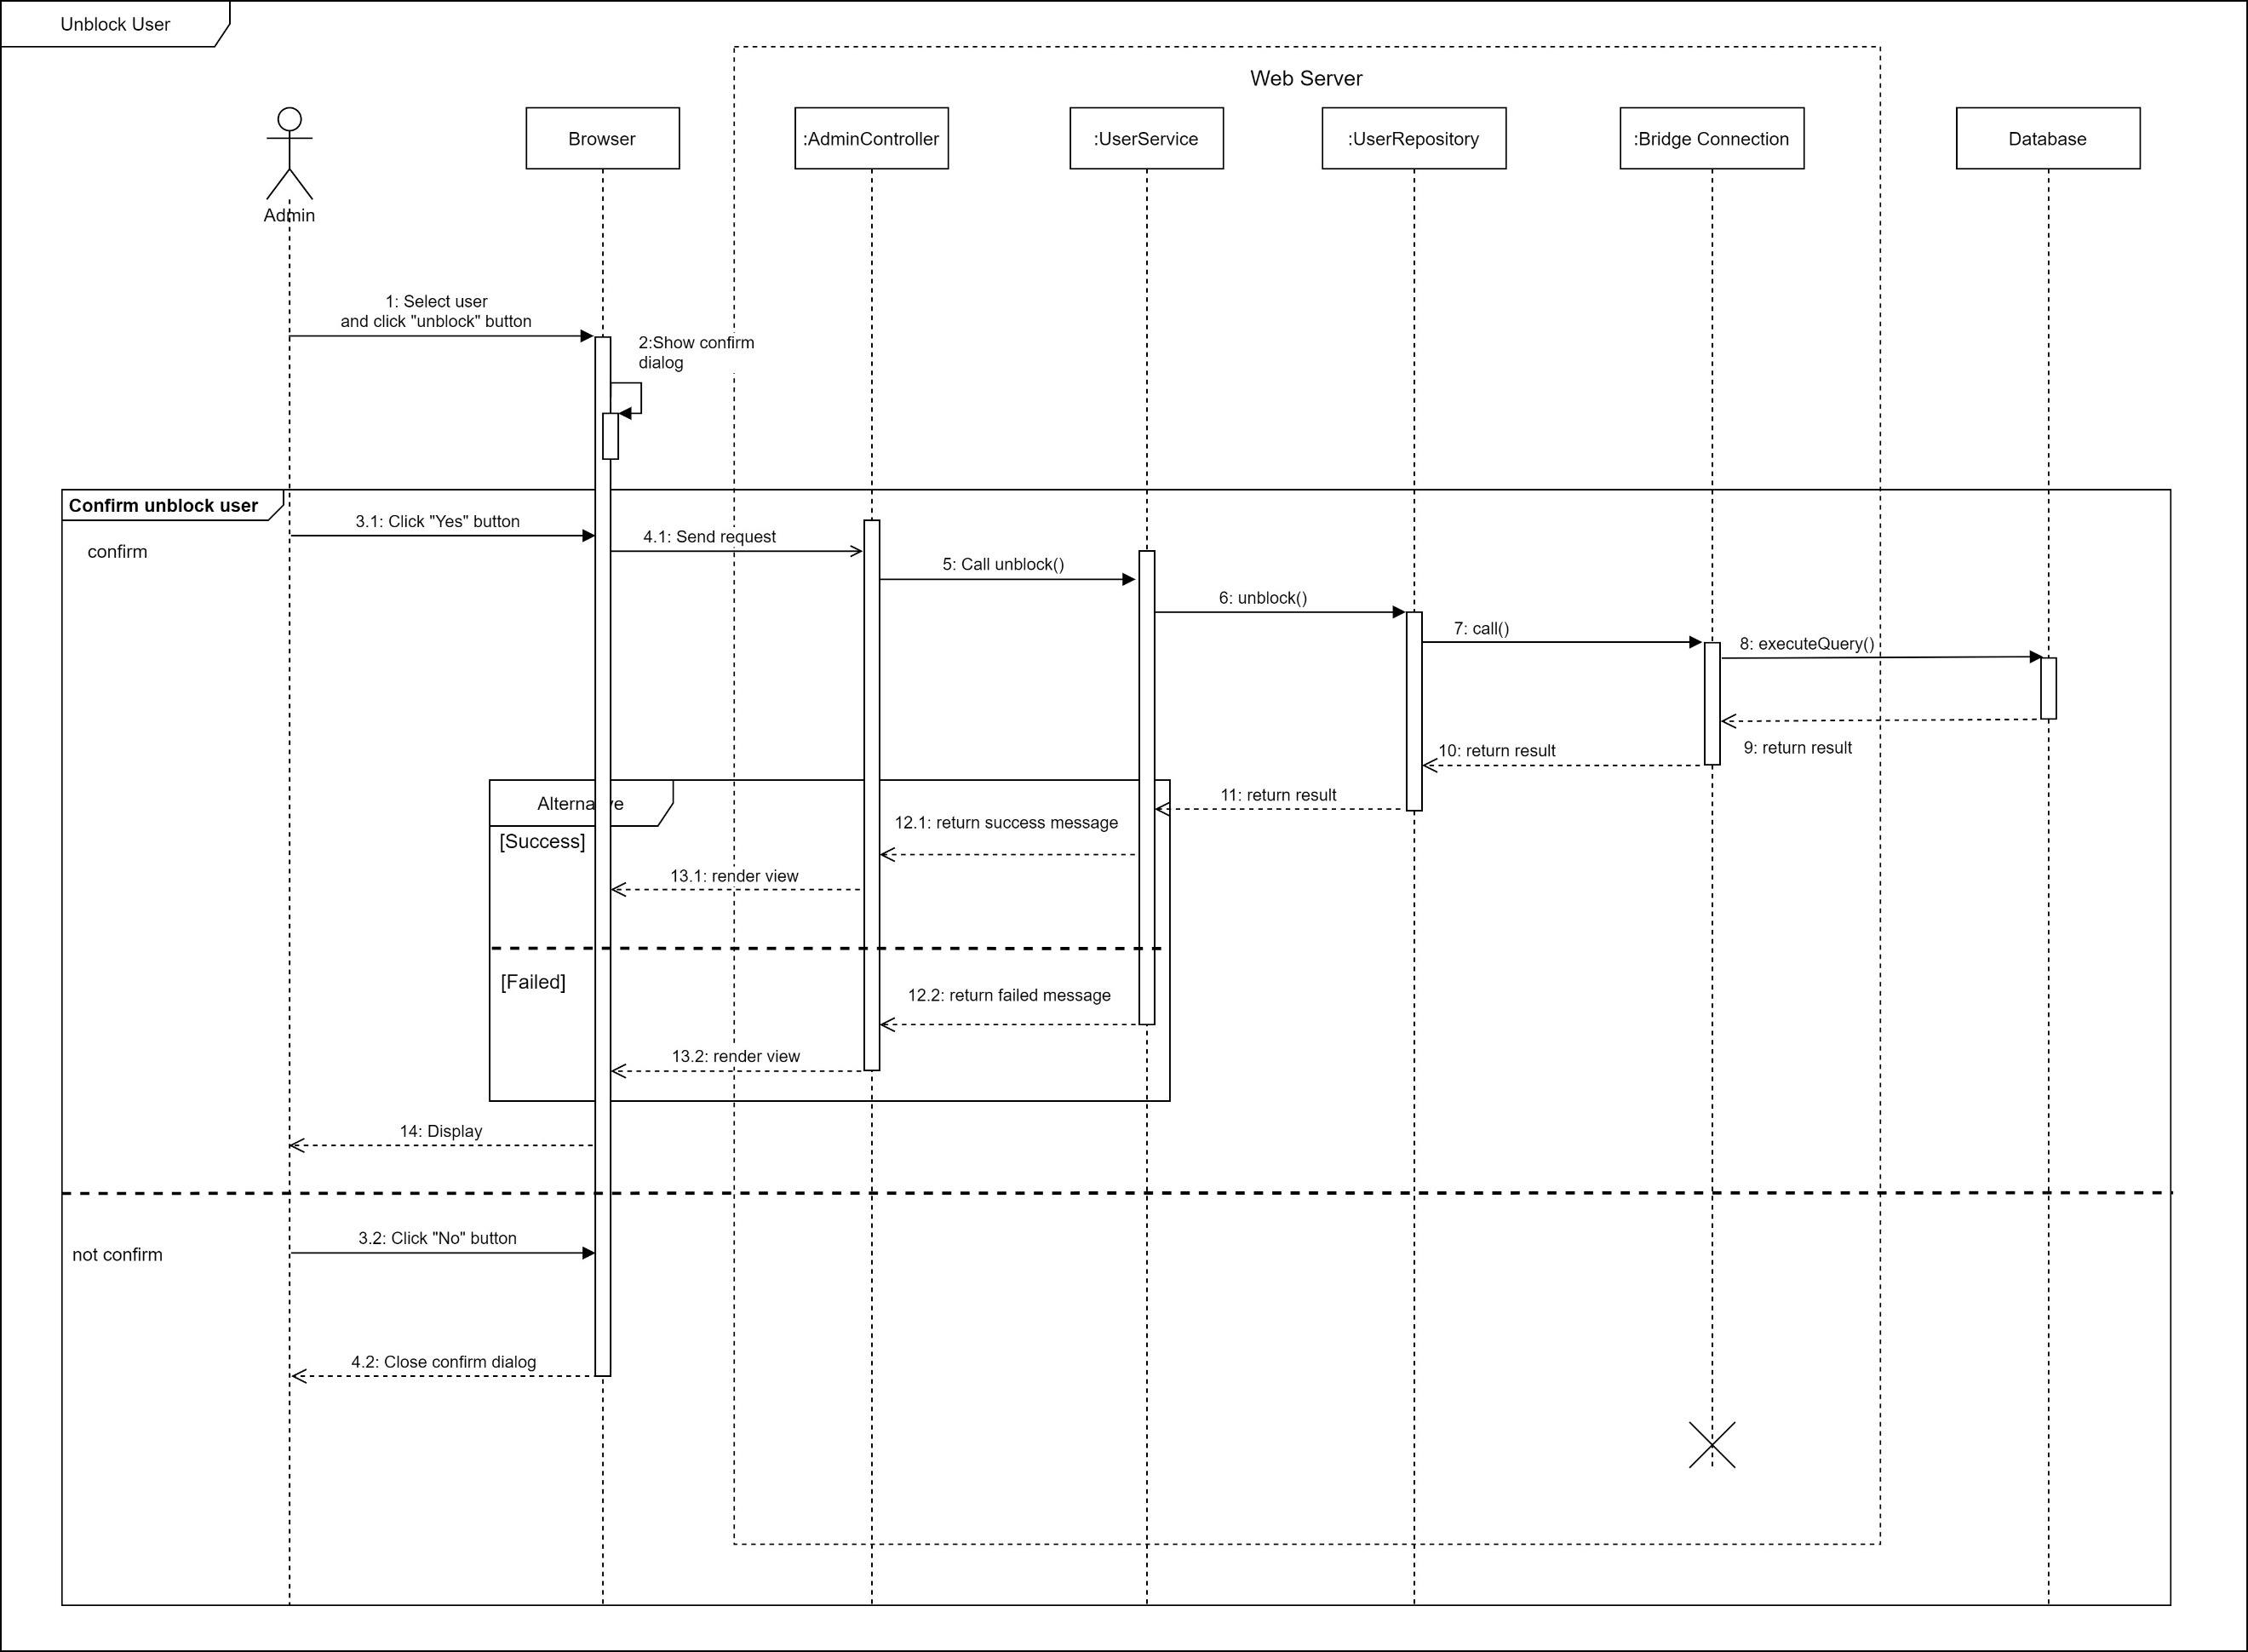 Unblock User
Web Server
Browser
:AdminController
:UserService
:UserRepository
:Bridge Connection
Database
Admin
1: Select user
and click "unblock" button
2:Show confirm
dialog
Confirm unblock user
3.1: Click "Yes" button
confirm
4.1: Send request
5: Call unblock()
6: unblock()
7: call()
8: executeQuery()
9: return result
10: return result
11: return result
Alternative
[Success]
12.1: return success message
13.1: render view
[Failed]
12.2: return failed message
13.2: render view
14: Display
3.2: Click "No" button
not confirm
4.2: Close confirm dialog